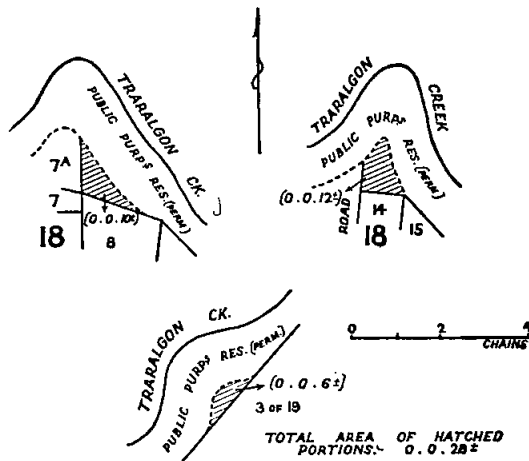 TRARALGON CK.
PUBLIC PURPS RES. (PERM.)
7A
7
(0.0.10±)
18
8
TRARALGON CREEK
PUBLIC PURPS RES. (PERM.)
(0.0.12±)
ROAD
14
18
15
TRARALGON CK.
PUBLIC PURPS RES. (PERM.)
(0.0.6±)
3 OF 19
0 2 4
CHAINS
TOTAL AREA OF HATCHED
PORTIONS:- 0.0.28±